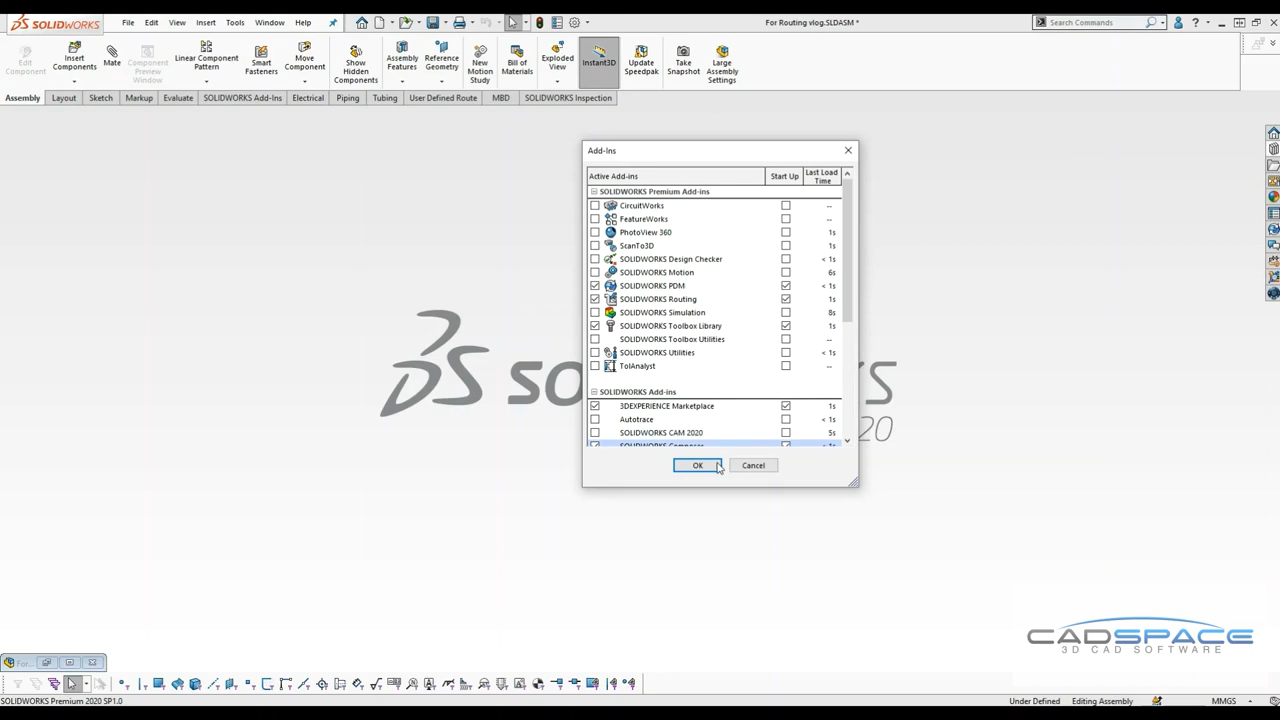 SOLIDWORKS File Edit View Insert Tools Window Help For Routing vlog.SLDASM * Search Commands ?
Edit Component
Insert Components
Mate
Component Preview Window
Linear Component Pattern
Smart Fasteners
Move Component
Show Hidden Components
Assembly Features
Reference Geometry
New Motion Study
Bill of Materials
Exploded View
Instant3D
Update Speedpak
Take Snapshot
Large Assembly Settings
Assembly Layout Sketch Markup Evaluate SOLIDWORKS Add-Ins Electrical Piping Tubing User Defined Route MBD SOLIDWORKS Inspection
Add-Ins
Active Add-ins Start Up Last Load Time
SOLIDWORKS Premium Add-ins
CircuitWorks --
FeatureWorks --
PhotoView 360 1s
ScanTo3D 1s
SOLIDWORKS Design Checker < 1s
SOLIDWORKS Motion 6s
SOLIDWORKS PDM < 1s
SOLIDWORKS Routing 1s
SOLIDWORKS Simulation 8s
SOLIDWORKS Toolbox Library 1s
SOLIDWORKS Toolbox Utilities --
SOLIDWORKS Utilities < 1s
TolAnalyst --
SOLIDWORKS Add-ins
3DEXPERIENCE Marketplace 1s
Autotrace < 1s
SOLIDWORKS CAM 2020 5s
SOLIDWORKS Composer < 1s
OK Cancel
CADSPACE
3D CAD SOFTWARE
For...
SOLIDWORKS Premium 2020 SP1.0 Under Defined Editing Assembly MMGS